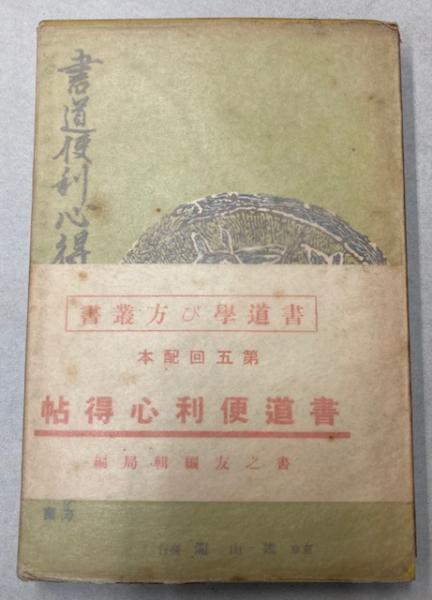 書道便利心得
書道學び方叢書
第五回配本
書道便利心得帖
書之友編輯局編
東京 雄山閣 發行